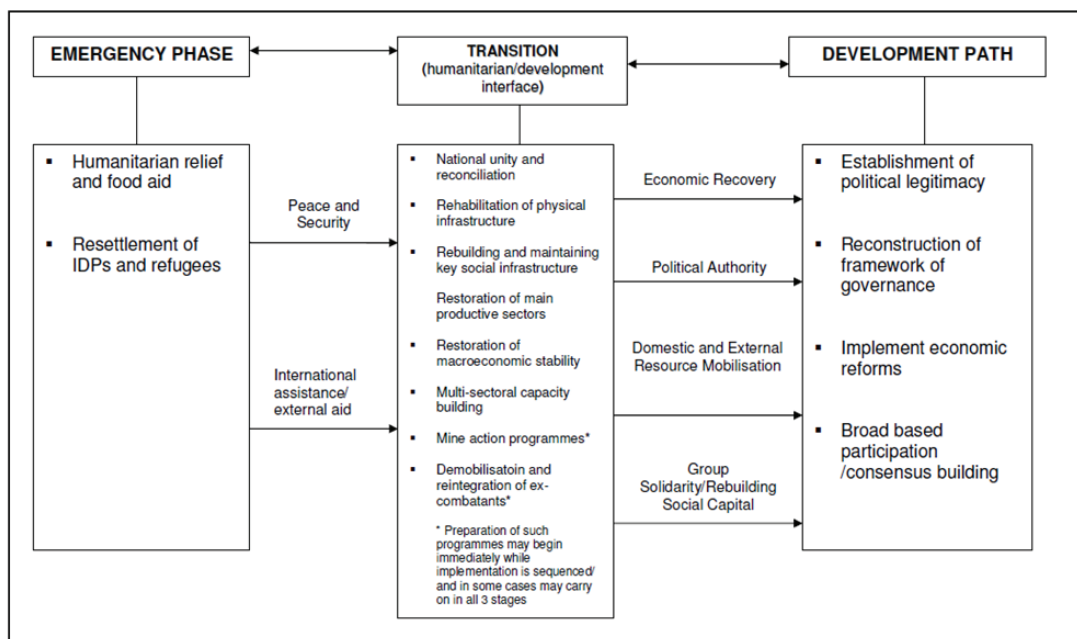 EMERGENCY PHASE
TRANSITION
(humanitarian/development
interface)
DEVELOPMENT PATH
▪ Humanitarian relief
and food aid
▪ Resettlement of
IDPs and refugees
Peace and
Security
International
assistance/
external aid
▪ National unity and
reconciliation
▪ Rehabilitation of physical
infrastructure
▪ Rebuilding and maintaining
key social infrastructure
Restoration of main
productive sectors
▪ Restoration of
macroeconomic stability
▪ Multi-sectoral capacity
building
▪ Mine action programmes*
▪ Demobilisatoin and
reintegration of ex-
combatants*
* Preparation of such
programmes may begin
immediately while
implementation is sequenced/
and in some cases may carry
on in all 3 stages
Economic Recovery
Political Authority
Domestic and External
Resource Mobilisation
Group
Solidarity/Rebuilding
Social Capital
▪ Establishment of
political legitimacy
▪ Reconstruction of
framework of
governance
▪ Implement economic
reforms
▪ Broad based
participation
/consensus building